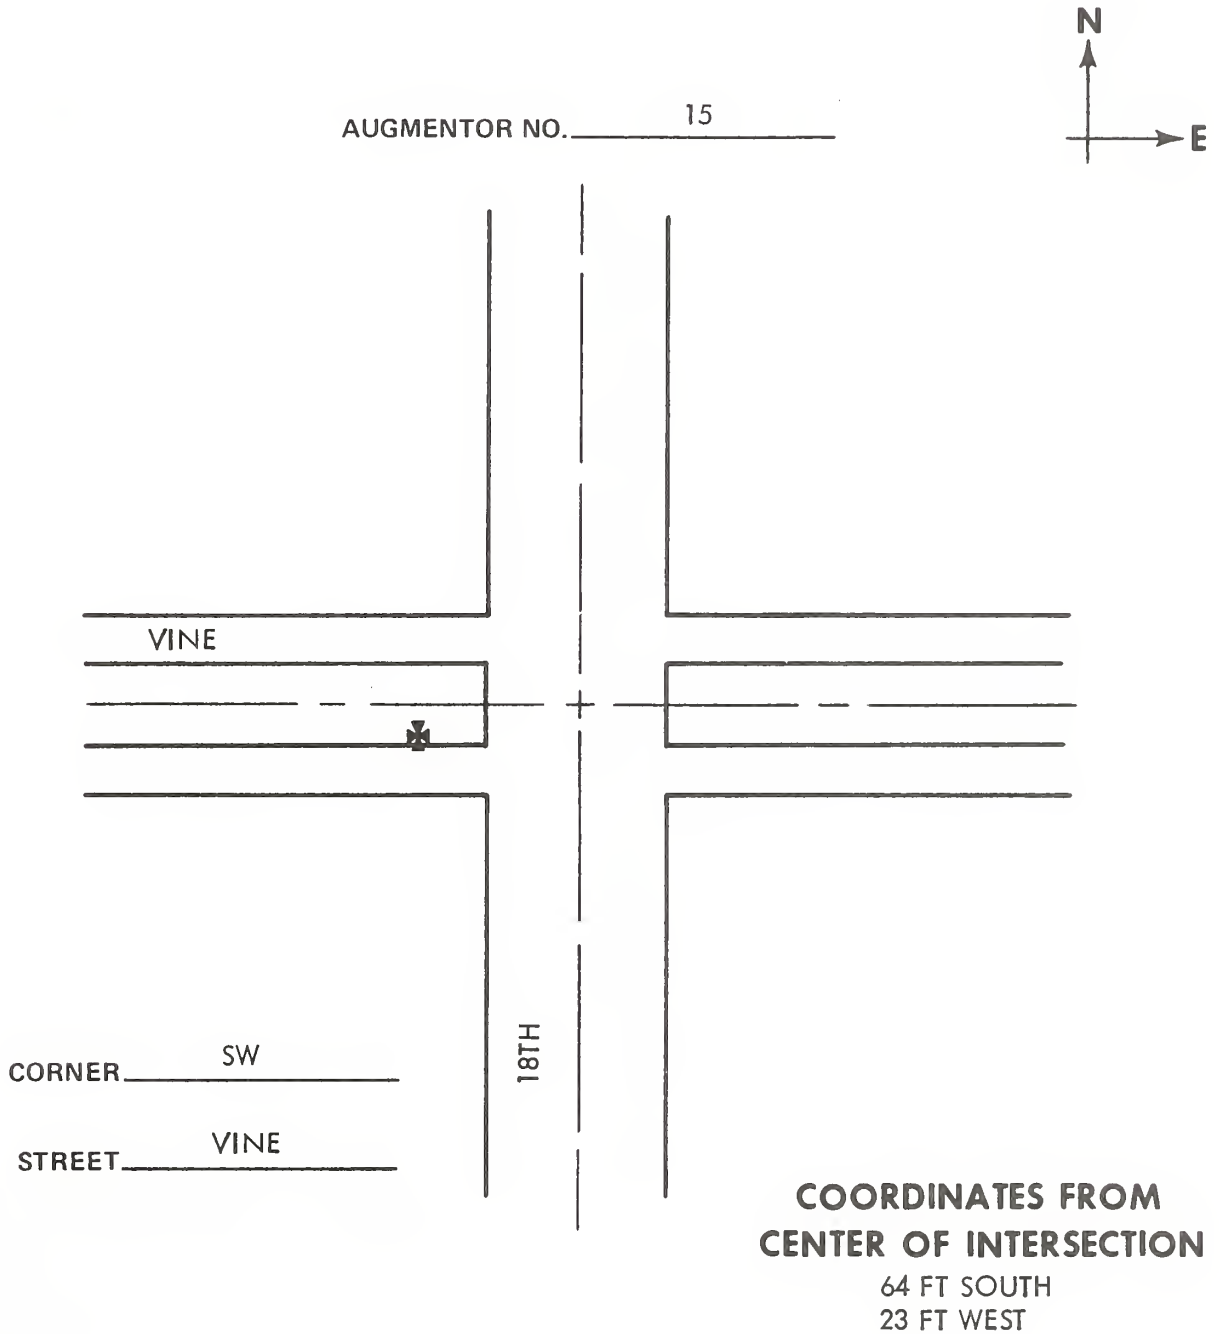 N
AUGMENTOR NO. 15
E
VINE
18TH
CORNER SW
STREET VINE
COORDINATES FROM
CENTER OF INTERSECTION
64 FT SOUTH
23 FT WEST